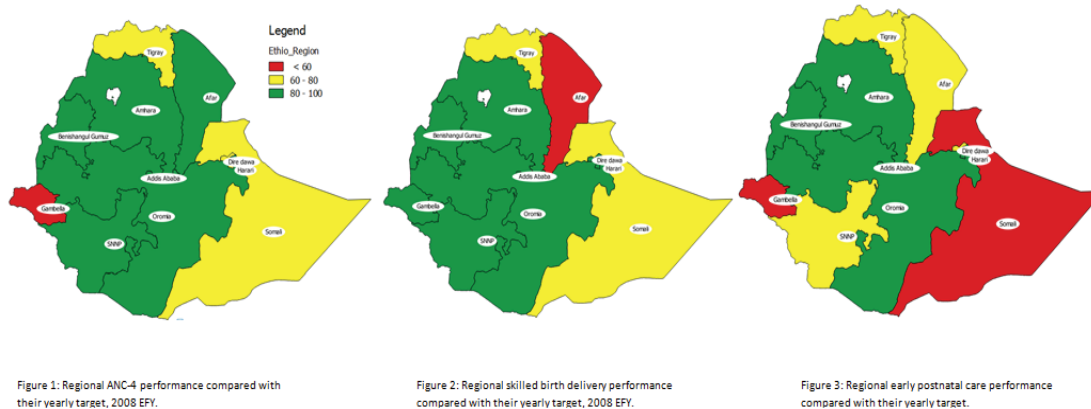 Legend
Ethio_Region
< 60
60 - 80
80 - 100
Tigray
Amhara
Afar
Benishangul Gumuz
Dire dawa
Harari
Addis Ababa
Gambella
Oromia
Somali
SNNP
Tigray
Amhara
Afar
Benishangul Gumuz
Dire dawa
Harari
Addis Ababa
Gambella
Oromia
Somali
SNNP
Tigray
Amhara
Afar
Benishangul Gumuz
Dire dawa
Harari
Addis Ababa
Gambella
Oromia
Somali
SNNP
Figure 1: Regional ANC-4 performance compared with
their yearly target, 2008 EFY.
Figure 2: Regional skilled birth delivery performance
compared with their yearly target, 2008 EFY.
Figure 3: Regional early postnatal care performance
compared with their yearly target.